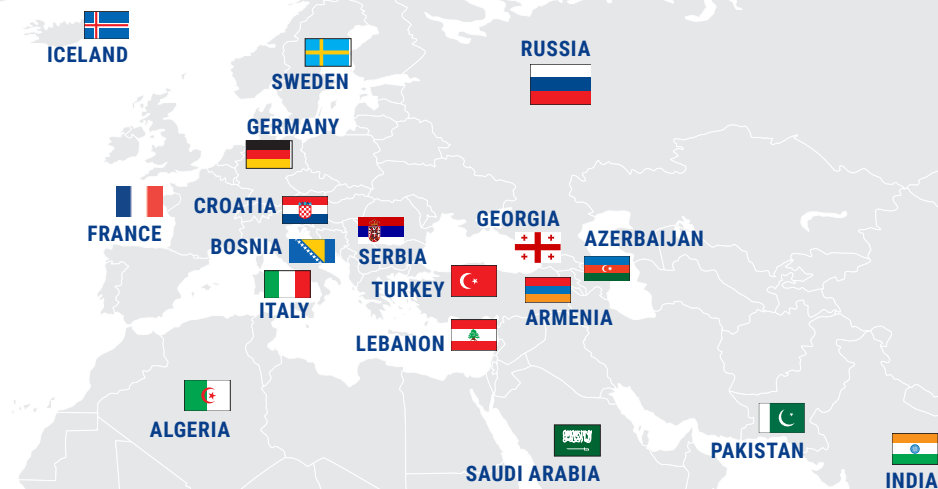 ICELAND
SWEDEN
RUSSIA
GERMANY
CROATIA
FRANCE
BOSNIA
SERBIA
GEORGIA
AZERBAIJAN
ITALY
TURKEY
ARMENIA
LEBANON
ALGERIA
SAUDI ARABIA
PAKISTAN
INDIA